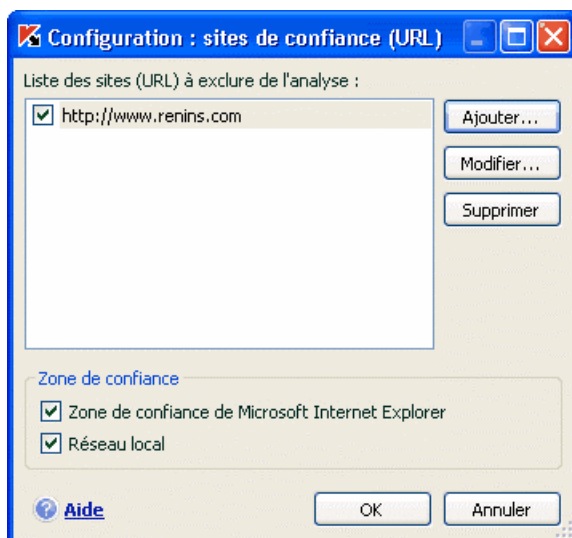 Configuration : sites de confiance (URL)
Liste des sites (URL) à exclure de l'analyse :
http://www.renins.com
Ajouter...
Modifier...
Supprimer
Zone de confiance
Zone de confiance de Microsoft Internet Explorer
Réseau local
Aide
OK
Annuler